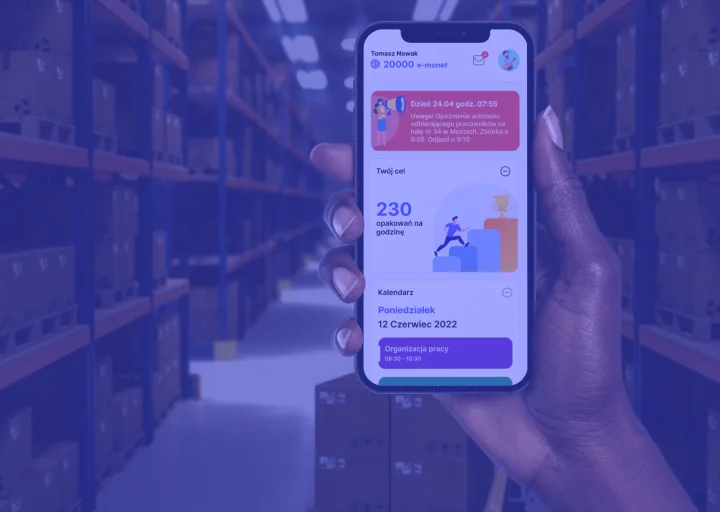 Tomasz Nowak
20000 e-monet
Dzień 24.04 godz. 07:55
Uwaga! Opóźnienie autobusu
odbierającego pracowników na
halę nr 34 w Mostach. Zbiórka o
9:05. Odjazd o 9:10
Twój cel
230
opakowań na
godzinę
Kalendarz
Poniedziałek
12 Czerwiec 2022
Organizacja pracy
08:30 - 10:30